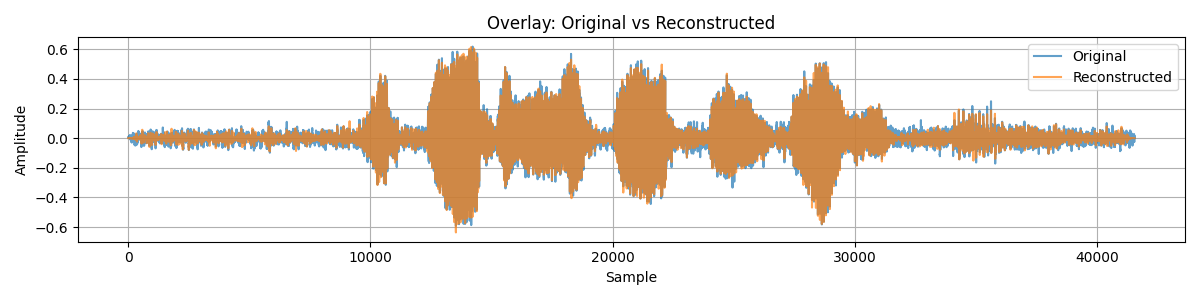 Overlay: Original vs Reconstructed
Original
Reconstructed
Amplitude
0.6
0.4
0.2
0.0
−0.2
−0.4
−0.6
0
10000
20000
30000
40000
Sample